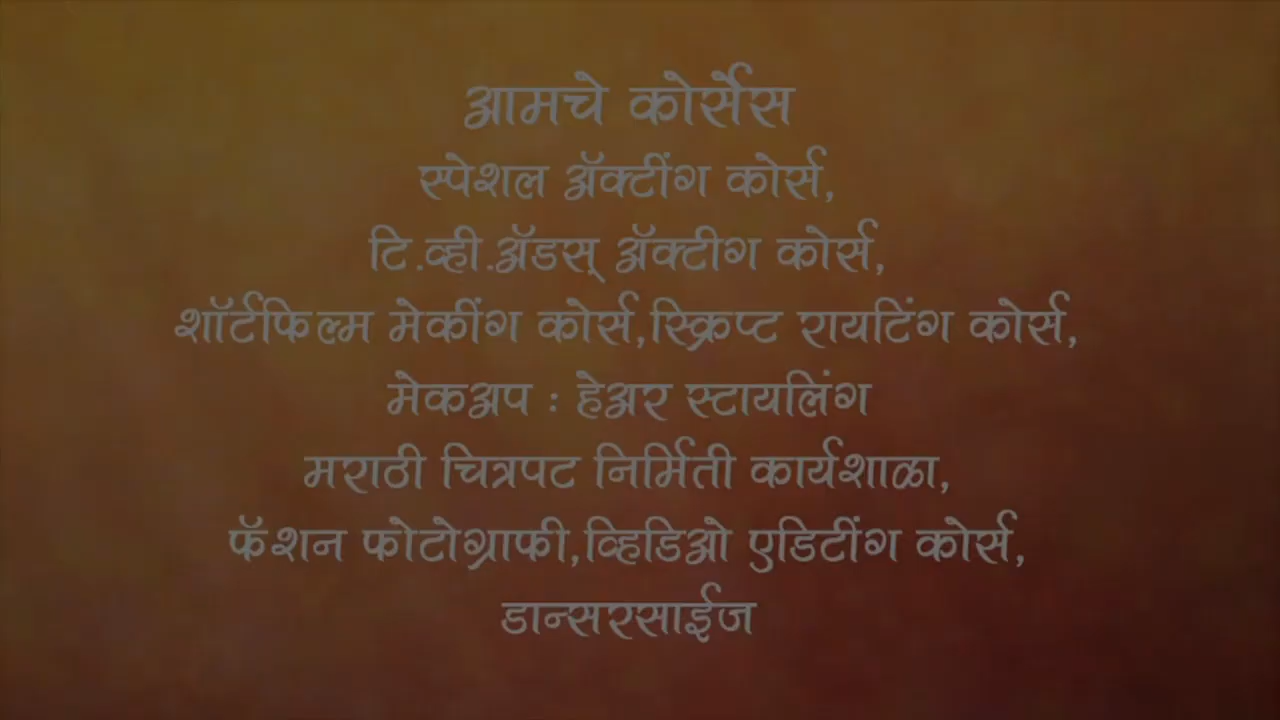 आमचे कोर्सेस
स्पेशल ॲक्टींग कोर्स,
टि.व्ही.ॲडस् ॲक्टीग कोर्स,
शॉर्टफिल्म मेकींग कोर्स,स्क्रिप्ट रायटिंग कोर्स,
मेकअप : हेअर स्टायलिंग
मराठी चित्रपट निर्मिती कार्यशाळा,
फॅशन फोटोग्राफी,व्हिडिओ एडिटींग कोर्स,
डान्सरसाईज